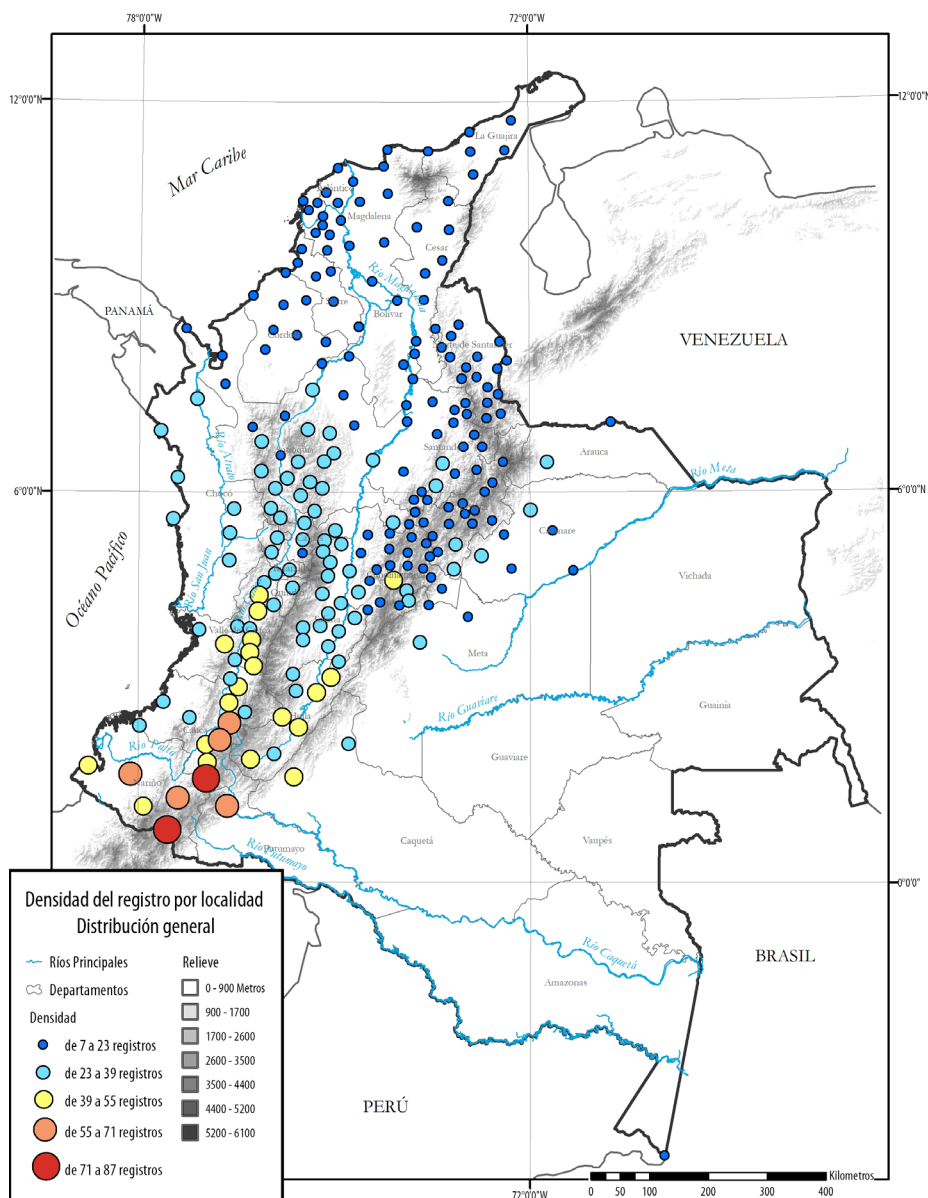 78°0'0"W
72°0'0"W
12°0'0"N
12°0'0"N
La Guajira
Mar Caribe
Atlántico
Magdalena
Cesar
Río Magdalena
PANAMÁ
Sucre
Bolívar
Córdoba
Norte de Santander
VENEZUELA
Río Atrato
Antioquia
Santander
Arauca
Río Meta
6°0'0"N
6°0'0"N
Chocó
Casanare
Océano Pacífico
Río San Juan
Vichada
Valle del Cauca
Meta
Río Guaviare
Guainía
Huila
Cauca
Río Patía
Guaviare
Nariño
Caquetá
Vaupés
Putumayo
Río Putumayo
0°0'0"
Río Caquetá
BRASIL
Amazonas
PERÚ
Densidad del registro por localidad
Distribución general
Ríos Principales
Departamentos
Densidad
de 7 a 23 registros
de 23 a 39 registros
de 39 a 55 registros
de 55 a 71 registros
de 71 a 87 registros
Relieve
0 - 900 Metros
900 - 1700
1700 - 2600
2600 - 3500
3500 - 4400
4400 - 5200
5200 - 6100
Kilometros
0 50 100 200 300 400
72°0'0"W